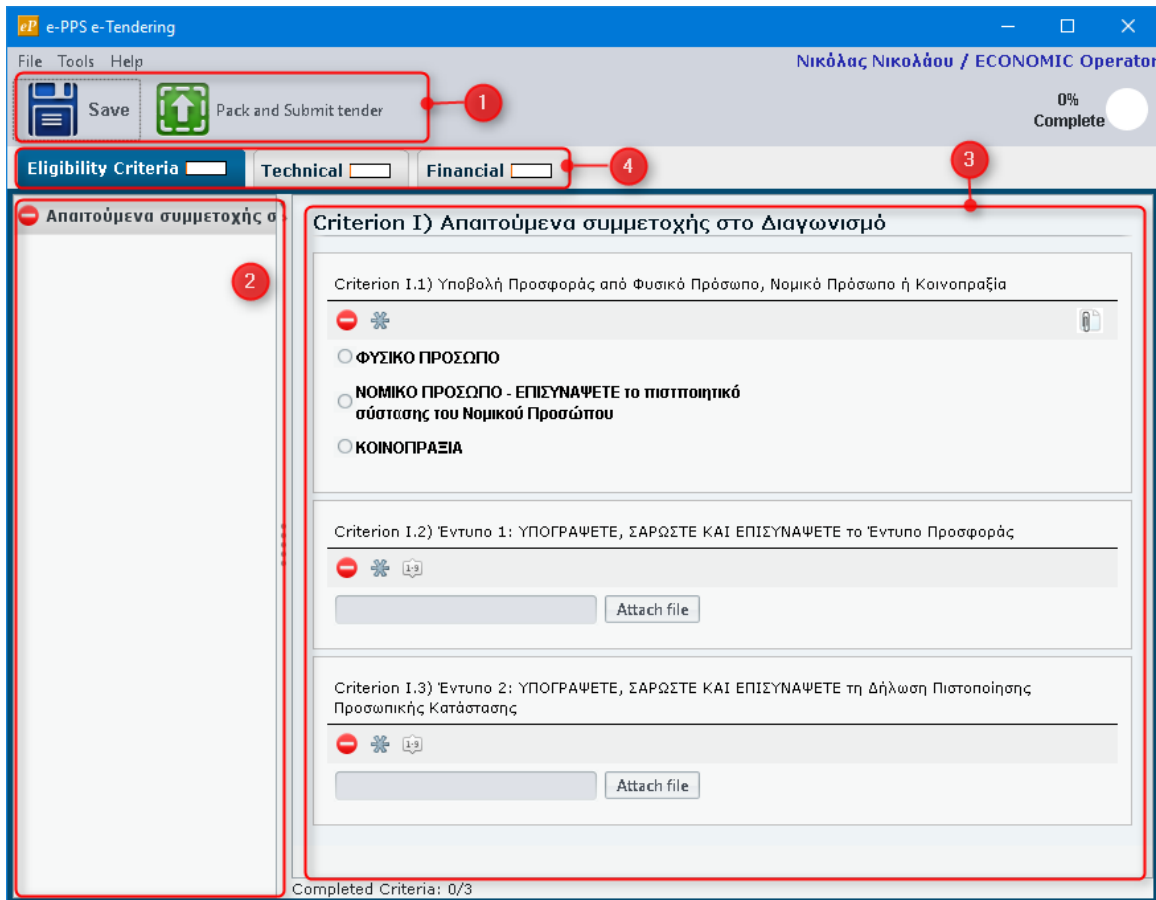 eP e-PPS e-Tendering
File Tools Help
Νικόλας Νικολάου / ECONOMIC Operator
Save Pack and Submit tender 1
0%
Complete
Eligibility Criteria Technical Financial 4
3
Απαιτούμενα συμμετοχής σ
2
Criterion I) Απαιτούμενα συμμετοχής στο Διαγωνισμό
Criterion I.1) Υποβολή Προσφοράς από Φυσικό Πρόσωπο, Νομικό Πρόσωπο ή Κοινοπραξία
ΦΥΣΙΚΟ ΠΡΟΣΩΠΟ
ΝΟΜΙΚΟ ΠΡΟΣΩΠΟ - ΕΠΙΣΥΝΑΨΕΤΕ το πιστποιητικό
σύστασης του Νομικού Προσώπου
ΚΟΙΝΟΠΡΑΞΙΑ
Criterion I.2) Έντυπο 1: ΥΠΟΓΡΑΨΕΤΕ, ΣΑΡΩΣΤΕ ΚΑΙ ΕΠΙΣΥΝΑΨΕΤΕ το Έντυπο Προσφοράς
1-9
Attach file
Criterion I.3) Έντυπο 2: ΥΠΟΓΡΑΨΕΤΕ, ΣΑΡΩΣΤΕ ΚΑΙ ΕΠΙΣΥΝΑΨΕΤΕ τη Δήλωση Πιστοποίησης
Προσωπικής Κατάστασης
1-9
Attach file
Completed Criteria: 0/3